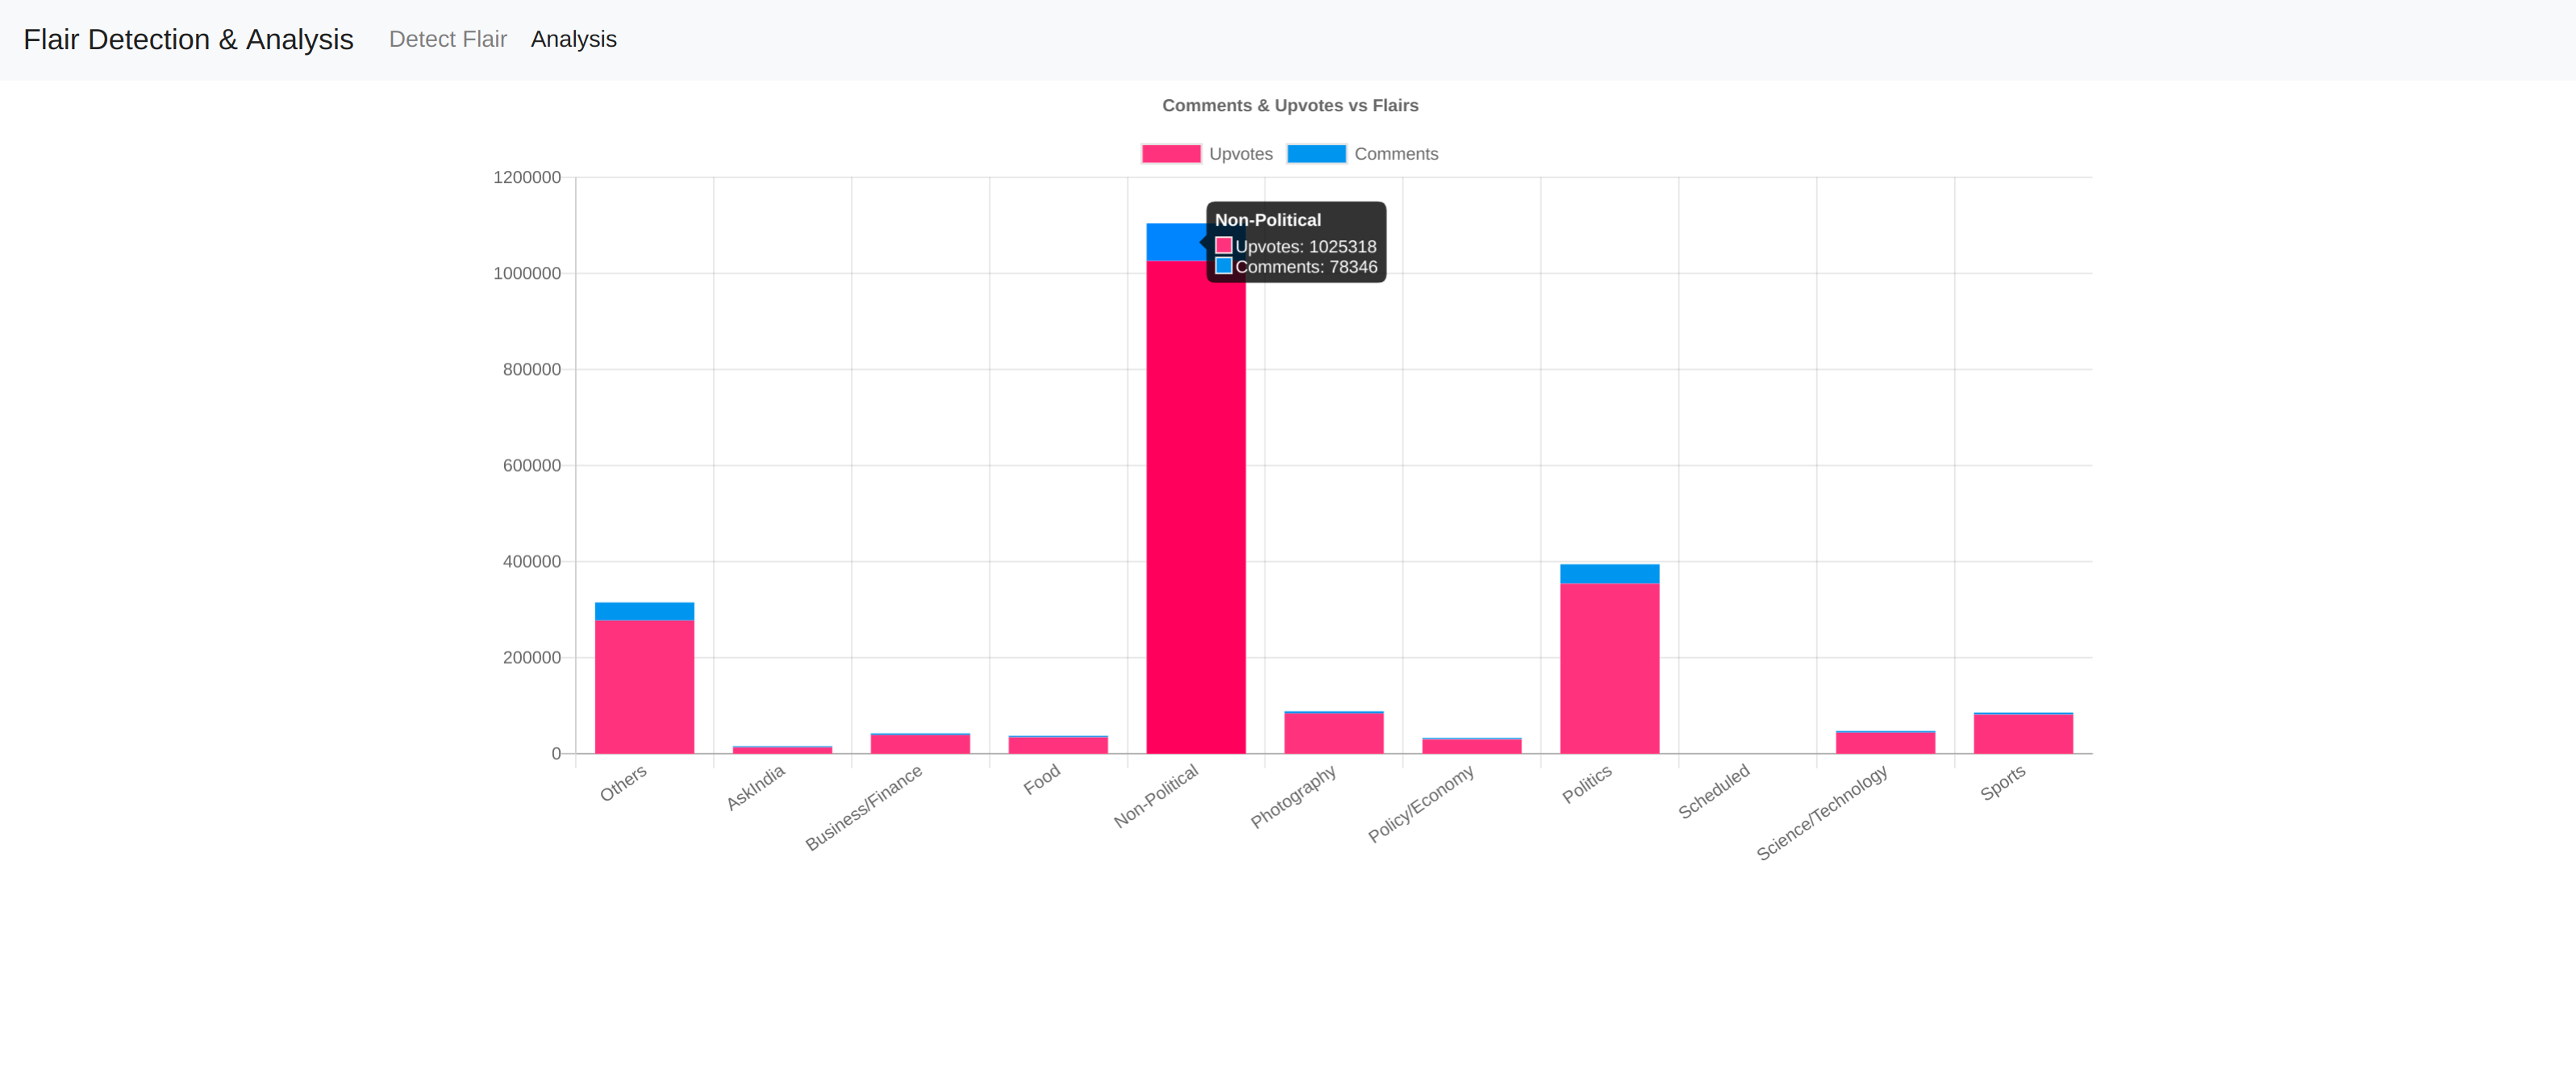 Flair Detection & Analysis Detect Flair Analysis
Comments & Upvotes vs Flairs
Upvotes Comments
1200000
1000000
800000
600000
400000
200000
0
Non-Political
Upvotes: 1025318
Comments: 78346
Others
AskIndia
Business/Finance
Food
Non-Political
Photography
Policy/Economy
Politics
Scheduled
Science/Technology
Sports